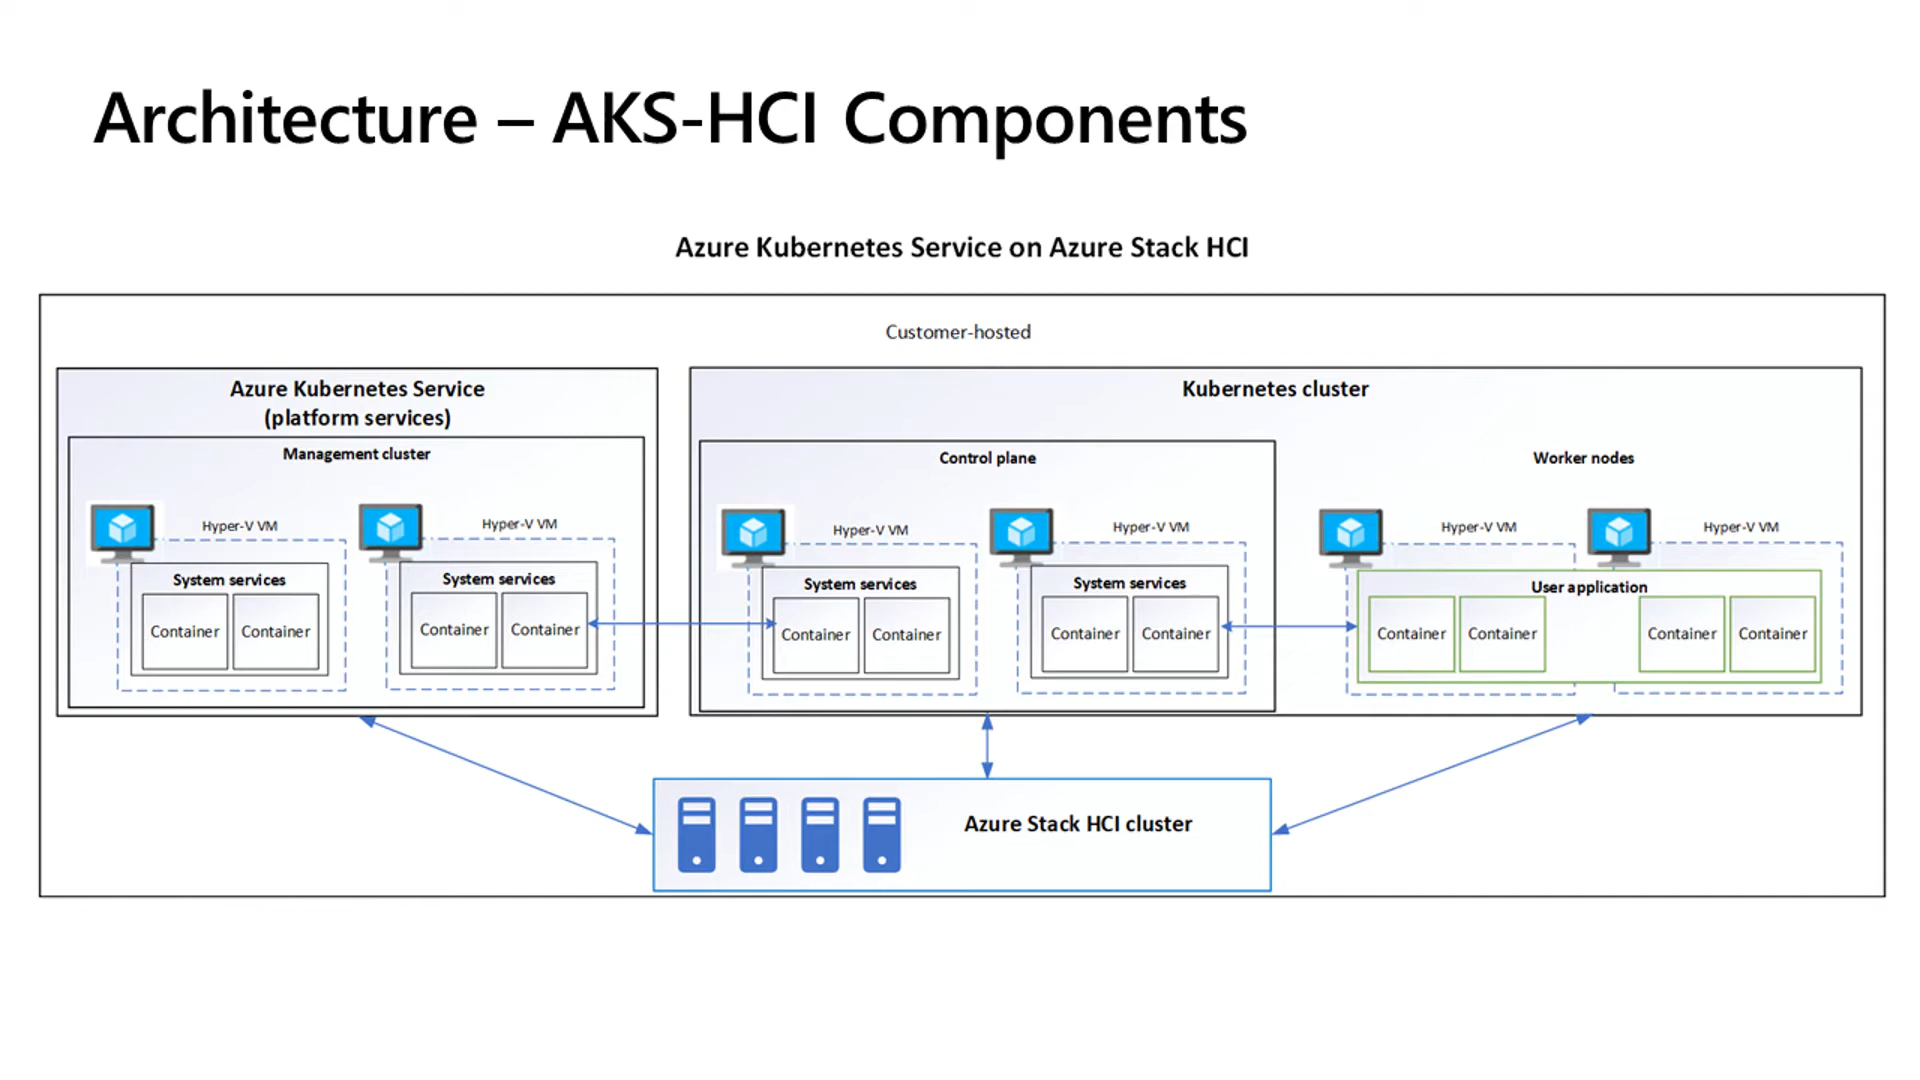 Architecture – AKS-HCI Components
Azure Kubernetes Service on Azure Stack HCI
Customer-hosted
Azure Kubernetes Service
(platform services)
Management cluster
Hyper-V VM
System services
Container
Container
Hyper-V VM
System services
Container
Container
Kubernetes cluster
Control plane
Hyper-V VM
System services
Container
Container
Hyper-V VM
System services
Container
Container
Worker nodes
Hyper-V VM
Hyper-V VM
User application
Container
Container
Container
Container
Azure Stack HCI cluster